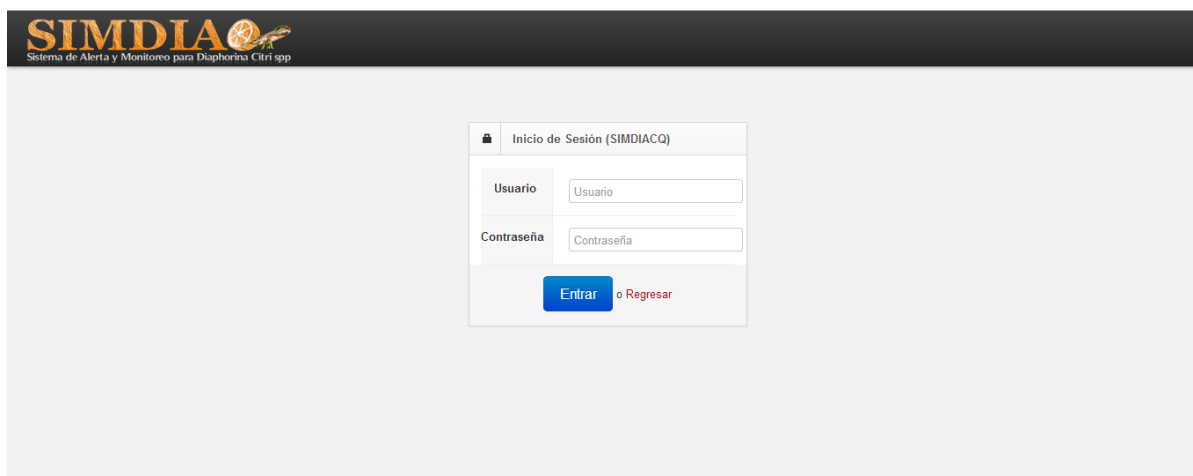 SIMDIA
Sistema de Alerta y Monitoreo para Diaphorina Citri spp
Inicio de Sesión (SIMDIACQ)
Usuario
Usuario
Contraseña
Contraseña
Entrar o Regresar